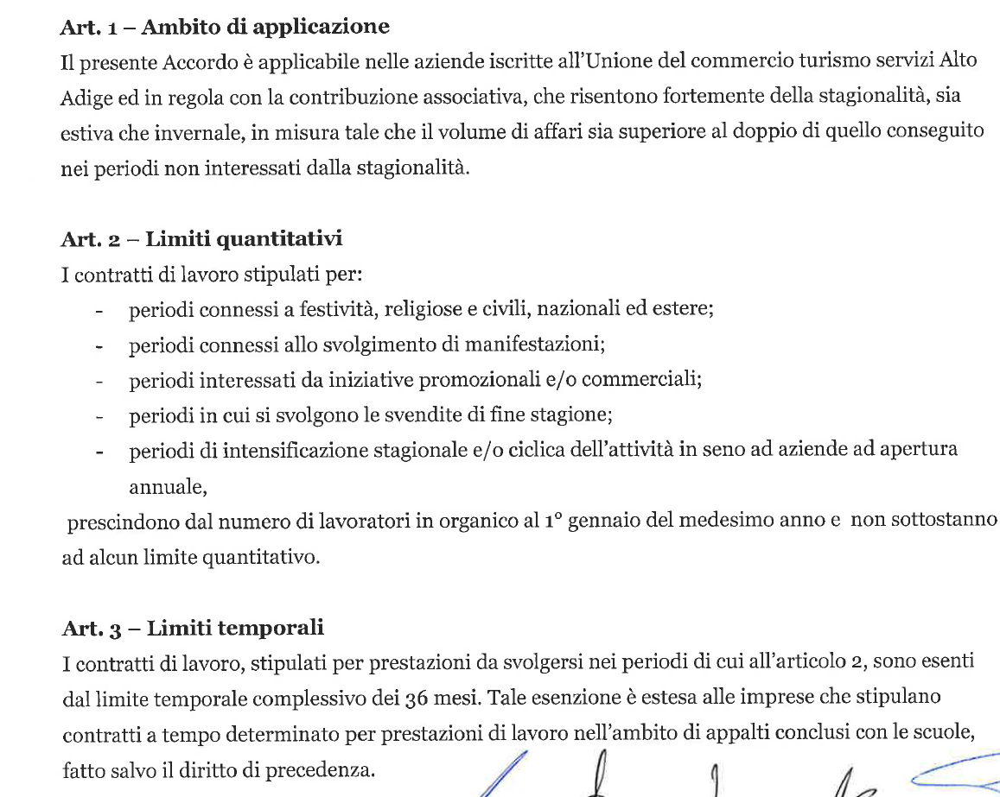 Art. 1 – Ambito di applicazione
Il presente Accordo è applicabile nelle aziende iscritte all'Unione del commercio turismo servizi Alto
Adige ed in regola con la contribuzione associativa, che risentono fortemente della stagionalità, sia
estiva che invernale, in misura tale che il volume di affari sia superiore al doppio di quello conseguito
nei periodi non interessati dalla stagionalità.
Art. 2 – Limiti quantitativi
I contratti di lavoro stipulati per:
- periodi connessi a festività, religiose e civili, nazionali ed estere;
- periodi connessi allo svolgimento di manifestazioni;
- periodi interessati da iniziative promozionali e/o commerciali;
- periodi in cui si svolgono le svendite di fine stagione;
- periodi di intensificazione stagionale e/o ciclica dell'attività in seno ad aziende ad apertura
annuale,
prescindono dal numero di lavoratori in organico al 1° gennaio del medesimo anno e non sottostanno
ad alcun limite quantitativo.
Art. 3 – Limiti temporali
I contratti di lavoro, stipulati per prestazioni da svolgersi nei periodi di cui all'articolo 2, sono esenti
dal limite temporale complessivo dei 36 mesi. Tale esenzione è estesa alle imprese che stipulano
contratti a tempo determinato per prestazioni di lavoro nell'ambito di appalti conclusi con le scuole,
fatto salvo il diritto di precedenza.